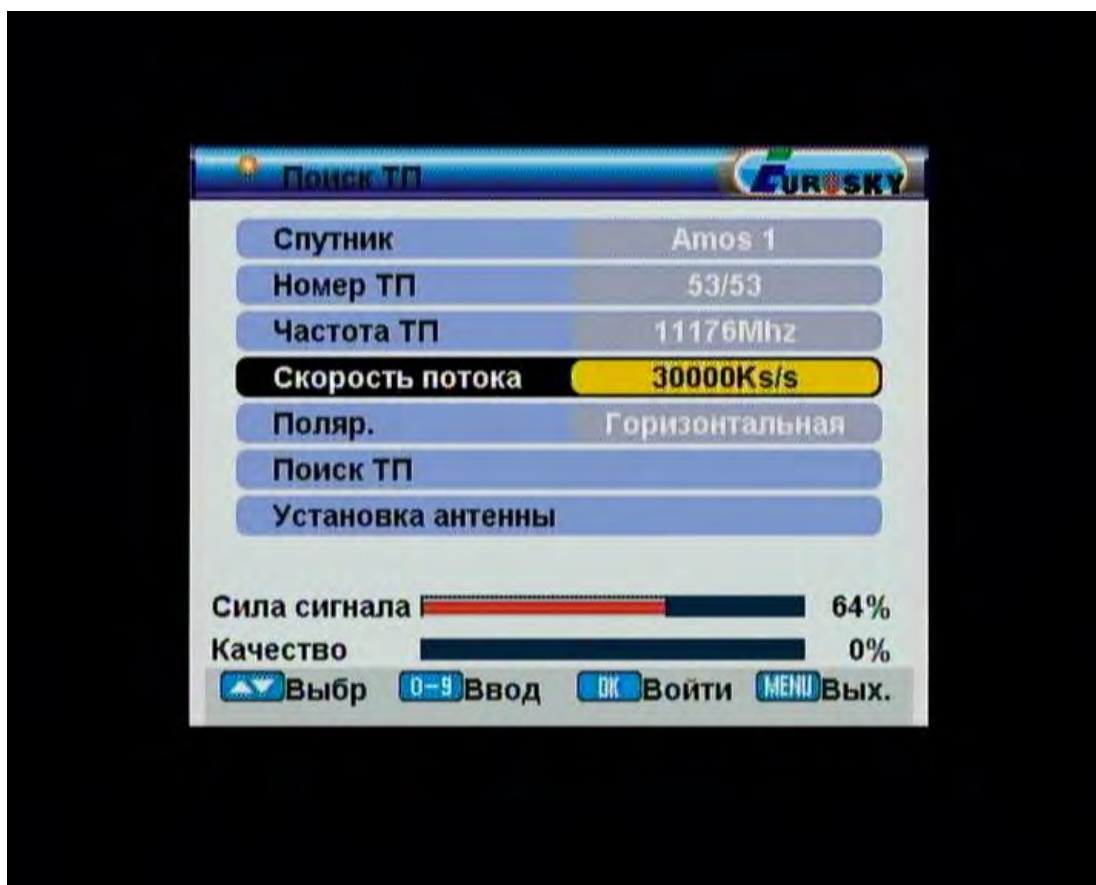 Поиск ТП EUROSKY
Спутник Amos 1
Номер ТП 53/53
Частота ТП 11176Mhz
Скорость потока 30000Ks/s
Поляр. Горизонтальная
Поиск ТП
Установка антенны
Сила сигнала 64%
Качество 0%
Выбр 0-9 Ввод OK Войти MENU Вых.